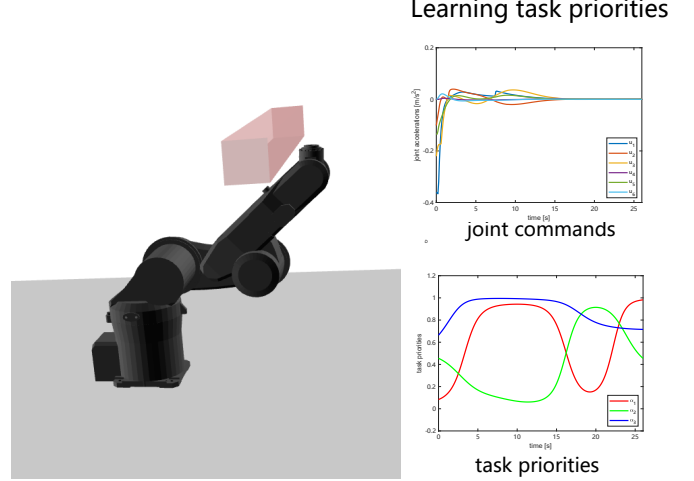 Learning task priorities
0.2
0
-0.2
-0.4
joint accelerations [m/s²]
u₁
u₂
u₃
u₄
u₅
u₆
0 5 10 15 20 25
time [s]
joint commands
1.2
1
0.8
0.6
0.4
0.2
0
-0.2
task priorities
α₁
α₂
α₃
0 5 10 15 20 25
time [s]
task priorities